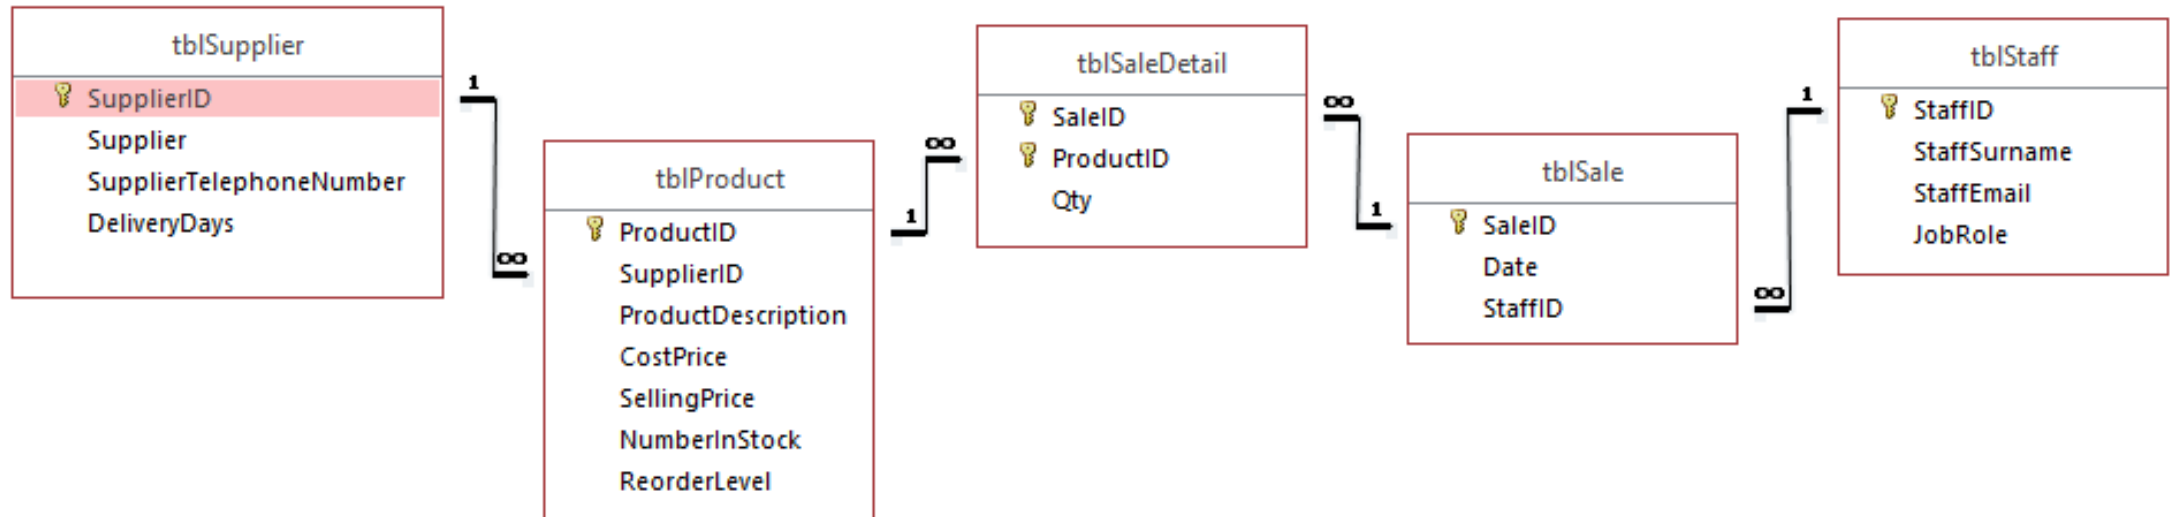 tblSupplier
SupplierID
Supplier
SupplierTelephoneNumber
DeliveryDays
1
∞
tblProduct
ProductID
SupplierID
ProductDescription
CostPrice
SellingPrice
NumberInStock
ReorderLevel
1
∞
tblSaleDetail
SaleID
ProductID
Qty
∞
1
tblSale
SaleID
Date
StaffID
∞
1
tblStaff
StaffID
StaffSurname
StaffEmail
JobRole